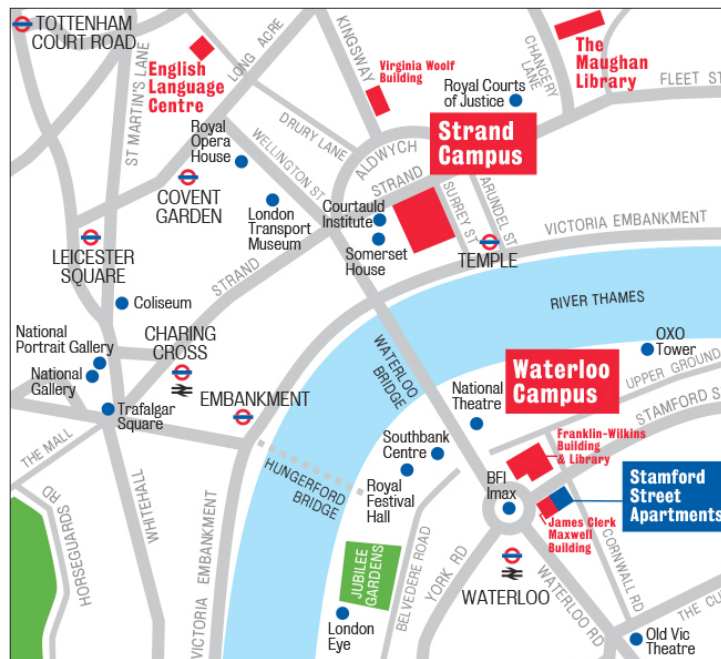 TOTTENHAM
COURT ROAD
ST MARTIN'S LANE
English
Language
Centre
LONG ACRE
KINGSWAY
Virginia Woolf
Building
CHANCERY
LANE
The
Maughan
Library
FLEET ST
Royal Courts
of Justice
Royal
Opera
House
DRURY LANE
WELLINGTON ST
ALDWYCH
Strand
Campus
STRAND
COVENT
GARDEN
London
Transport
Museum
Courtauld
Institute
Somerset
House
SURREY ST
ARUNDEL ST
TEMPLE
VICTORIA EMBANKMENT
LEICESTER
SQUARE
STRAND
Coliseum
RIVER THAMES
National
Portrait Gallery
National
Gallery
CHARING
CROSS
WATERLOO
BRIDGE
OXO
Tower
UPPER GROUND
Waterloo
Campus
National
Theatre
STAMFORD S
Trafalgar
Square
EMBANKMENT
THE MALL
HUNGERFORD
BRIDGE
Southbank
Centre
Royal
Festival
Hall
Franklin-Wilkins
Building
& Library
BFI
Imax
Stamford
Street
Apartments
James Clerk
Maxwell
Building
HORSEGUARDS RD
WHITEHALL
VICTORIA EMBANKMENT
JUBILEE
GARDENS
BELVEDERE ROAD
YORK RD
WATERLOO
WATERLOO RD
CORNWALL RD
THE CU
London
Eye
Old Vic
Theatre